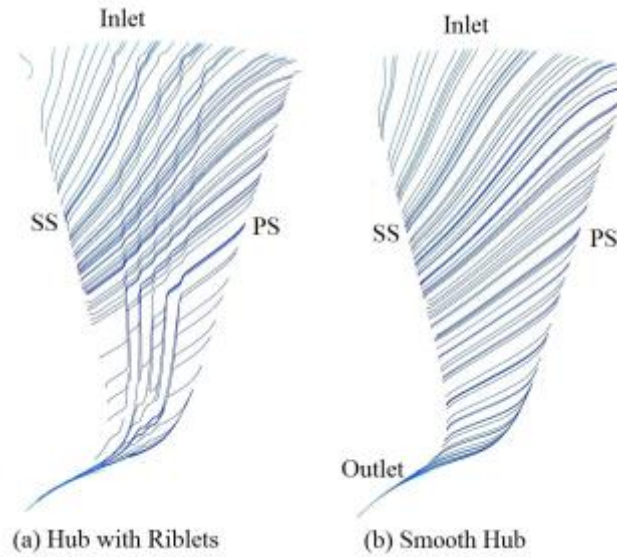 Inlet
Inlet
SS
PS
SS
PS
Outlet
(a) Hub with Riblets
(b) Smooth Hub